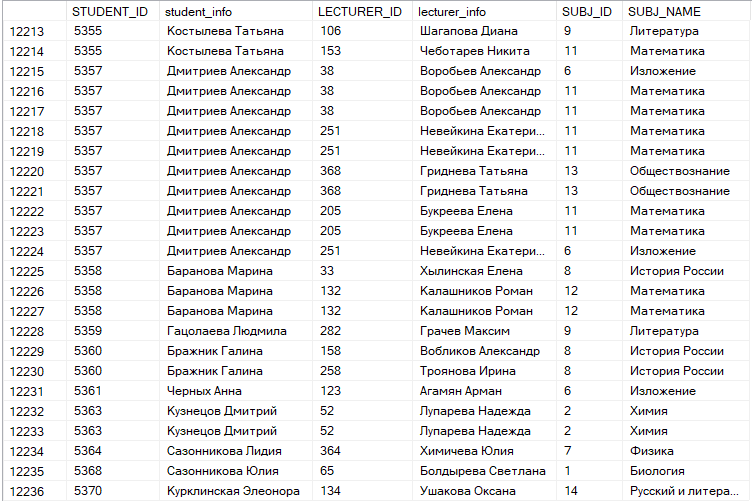 STUDENT_ID student_info LECTURER_ID lecturer_info SUBJ_ID SUBJ_NAME
12213 5355 Костылева Татьяна 106 Шагапова Диана 9 Литература
12214 5355 Костылева Татьяна 153 Чеботарев Никита 11 Математика
12215 5357 Дмитриев Александр 38 Воробьев Александр 6 Изложение
12216 5357 Дмитриев Александр 38 Воробьев Александр 11 Математика
12217 5357 Дмитриев Александр 38 Воробьев Александр 11 Математика
12218 5357 Дмитриев Александр 251 Невейкина Екатери... 11 Математика
12219 5357 Дмитриев Александр 251 Невейкина Екатери... 11 Математика
12220 5357 Дмитриев Александр 368 Гриднева Татьяна 13 Обществознание
12221 5357 Дмитриев Александр 368 Гриднева Татьяна 13 Обществознание
12222 5357 Дмитриев Александр 205 Букреева Елена 11 Математика
12223 5357 Дмитриев Александр 205 Букреева Елена 11 Математика
12224 5357 Дмитриев Александр 251 Невейкина Екатери... 6 Изложение
12225 5358 Баранова Марина 33 Хылинская Елена 8 История России
12226 5358 Баранова Марина 132 Калашников Роман 12 Математика
12227 5358 Баранова Марина 132 Калашников Роман 12 Математика
12228 5359 Гацолаева Людмила 282 Грачев Максим 9 Литература
12229 5360 Бражник Галина 158 Вобликов Александр 8 История России
12230 5360 Бражник Галина 258 Троянова Ирина 8 История России
12231 5361 Черных Анна 123 Агамян Арман 6 Изложение
12232 5363 Кузнецов Дмитрий 52 Лупарева Надежда 2 Химия
12233 5363 Кузнецов Дмитрий 52 Лупарева Надежда 2 Химия
12234 5364 Сазонникова Лидия 364 Химичева Юлия 7 Физика
12235 5368 Сазонникова Юлия 65 Болдырева Светлана 1 Биология
12236 5370 Курклинская Элеонора 134 Ушакова Оксана 14 Русский и литера...